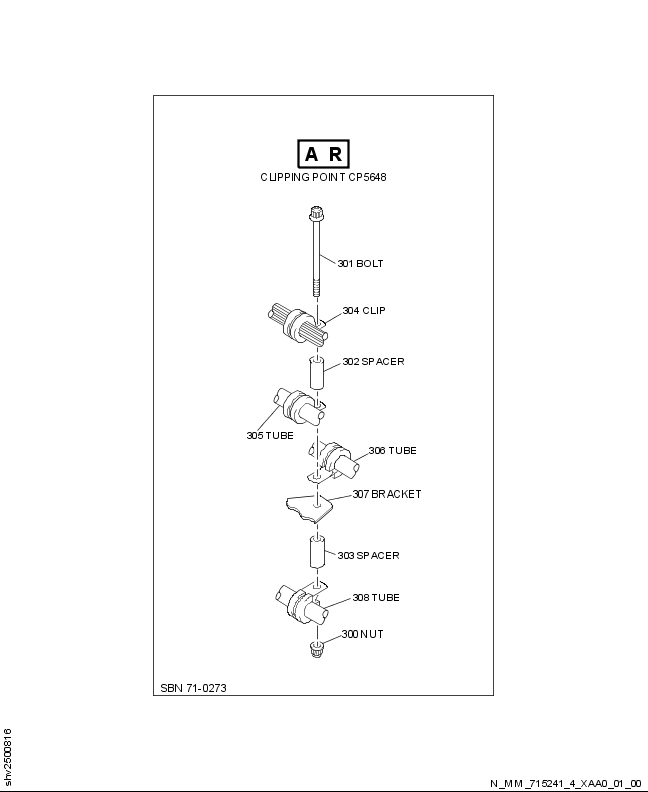 A R
CLIPPING POINT CP5648
301 BOLT
304 CLIP
302 SPACER
305 TUBE
306 TUBE
307 BRACKET
303 SPACER
308 TUBE
300 NUT
SBN 71-0273
shv2500816
N_MM_715241_4_XAA0_01_00